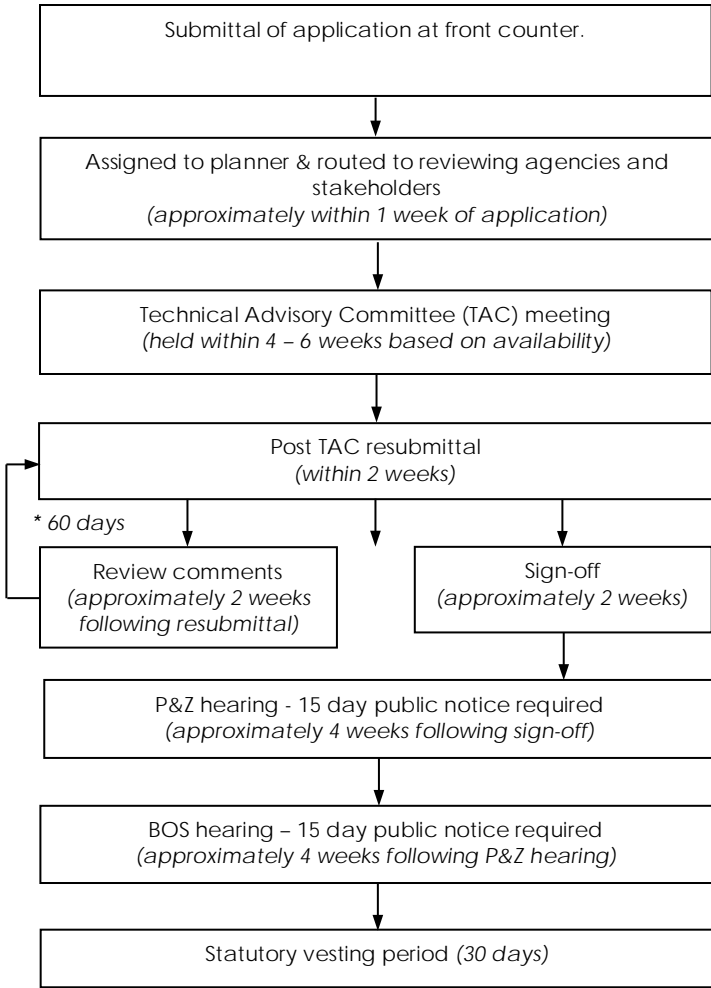 Submittal of application at front counter.
Assigned to planner & routed to reviewing agencies and
stakeholders
(approximately within 1 week of application)
Technical Advisory Committee (TAC) meeting
(held within 4 – 6 weeks based on availability)
Post TAC resubmittal
(within 2 weeks)
* 60 days
Review comments
(approximately 2 weeks
following resubmittal)
Sign-off
(approximately 2 weeks)
P&Z hearing - 15 day public notice required
(approximately 4 weeks following sign-off)
BOS hearing – 15 day public notice required
(approximately 4 weeks following P&Z hearing)
Statutory vesting period (30 days)